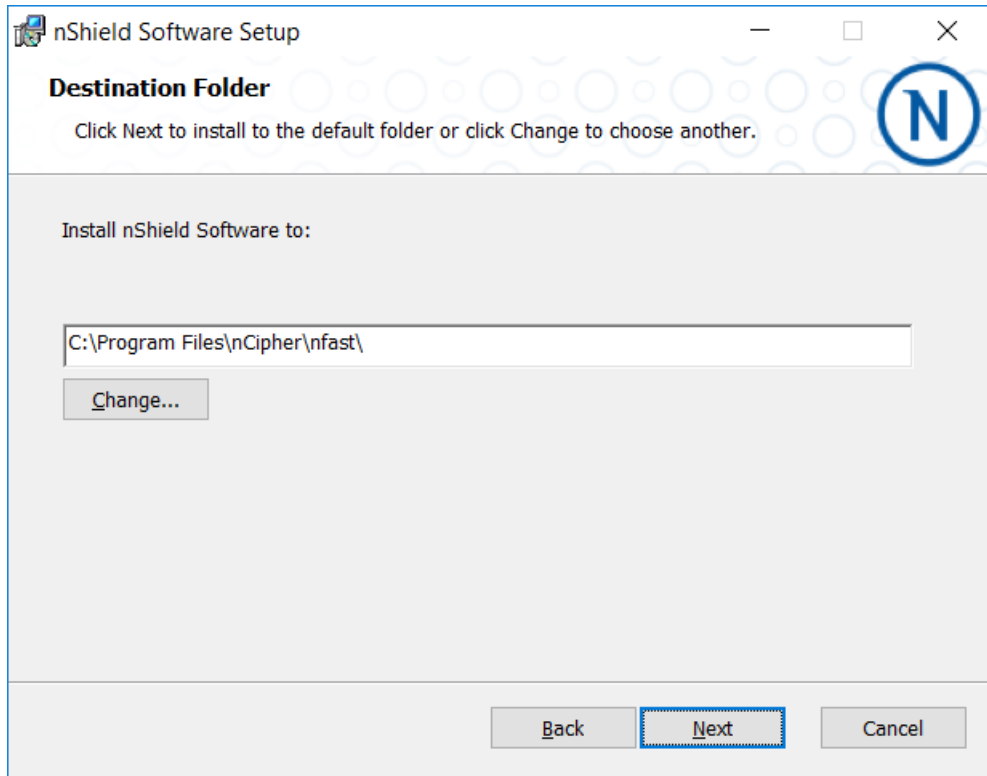 nShield Software Setup
Destination Folder
Click Next to install to the default folder or click Change to choose another.
N
Install nShield Software to:
C:\Program Files\nCipher\nfast\
Change...
Back Next Cancel